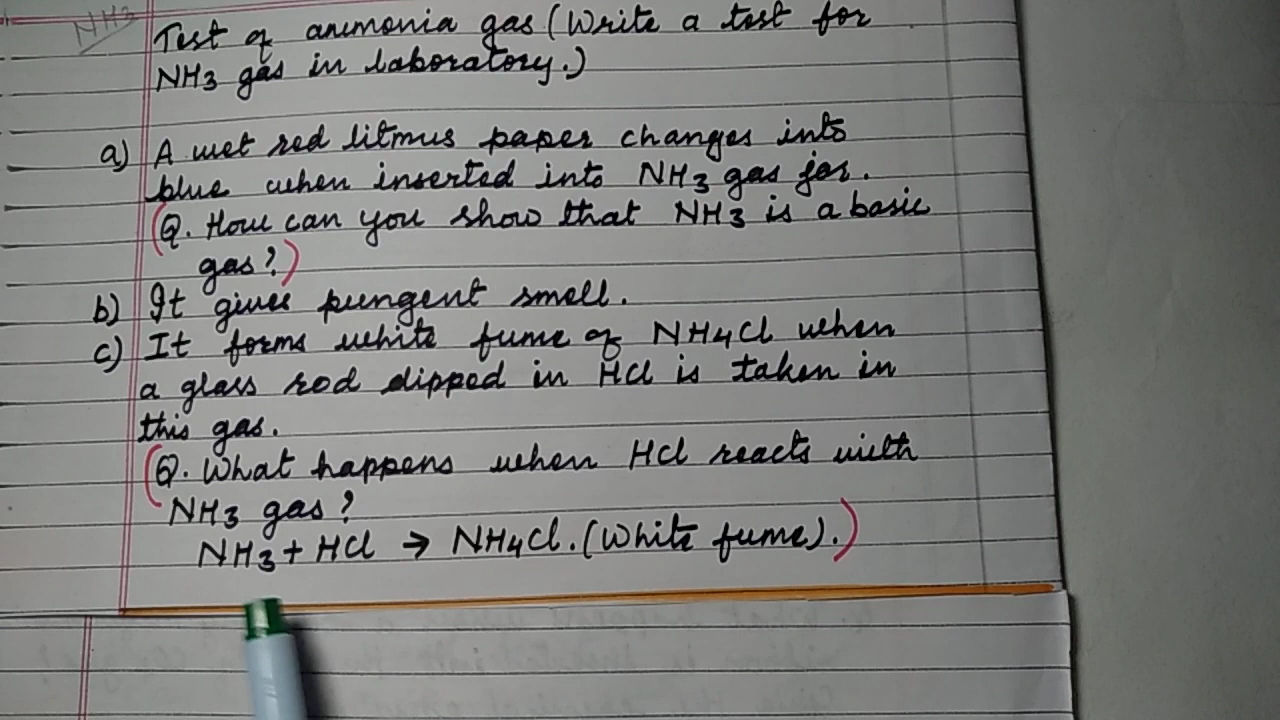 NH3
Test of ammonia gas (Write a test for
NH3 gas in laboratory.)
a) A wet red litmus paper changes into
blue when inserted into NH3 gas jar.
(Q. How can you show that NH3 is a basic
gas?)
b) It gives pungent smell.
c) It forms white fume of NH4Cl when
a glass rod dipped in HCl is taken in
this gas.
(Q. What happens when HCl reacts with
NH3 gas?
NH3 + HCl → NH4Cl. (White fume).)